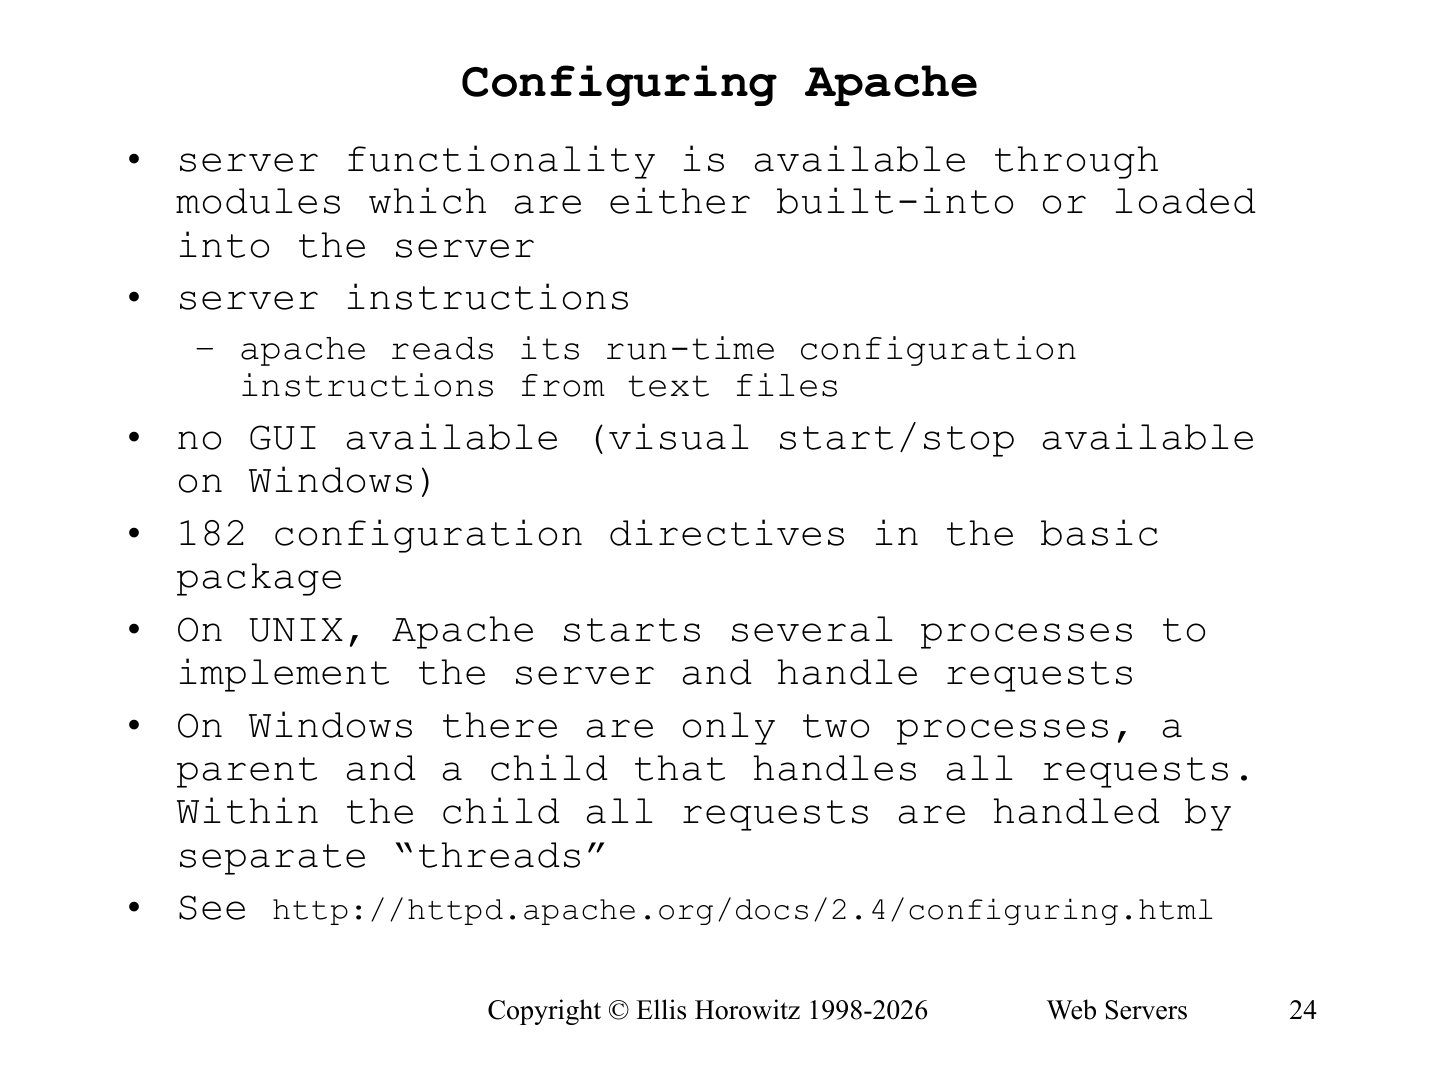 Configuring Apache
• server functionality is available through
modules which are either built-into or loaded
into the server
• server instructions
– apache reads its run-time configuration
instructions from text files
• no GUI available (visual start/stop available
on Windows)
• 182 configuration directives in the basic
package
• On UNIX, Apache starts several processes to
implement the server and handle requests
• On Windows there are only two processes, a
parent and a child that handles all requests.
Within the child all requests are handled by
separate “threads”
• See http://httpd.apache.org/docs/2.4/configuring.html
Copyright © Ellis Horowitz 1998-2026 Web Servers 24